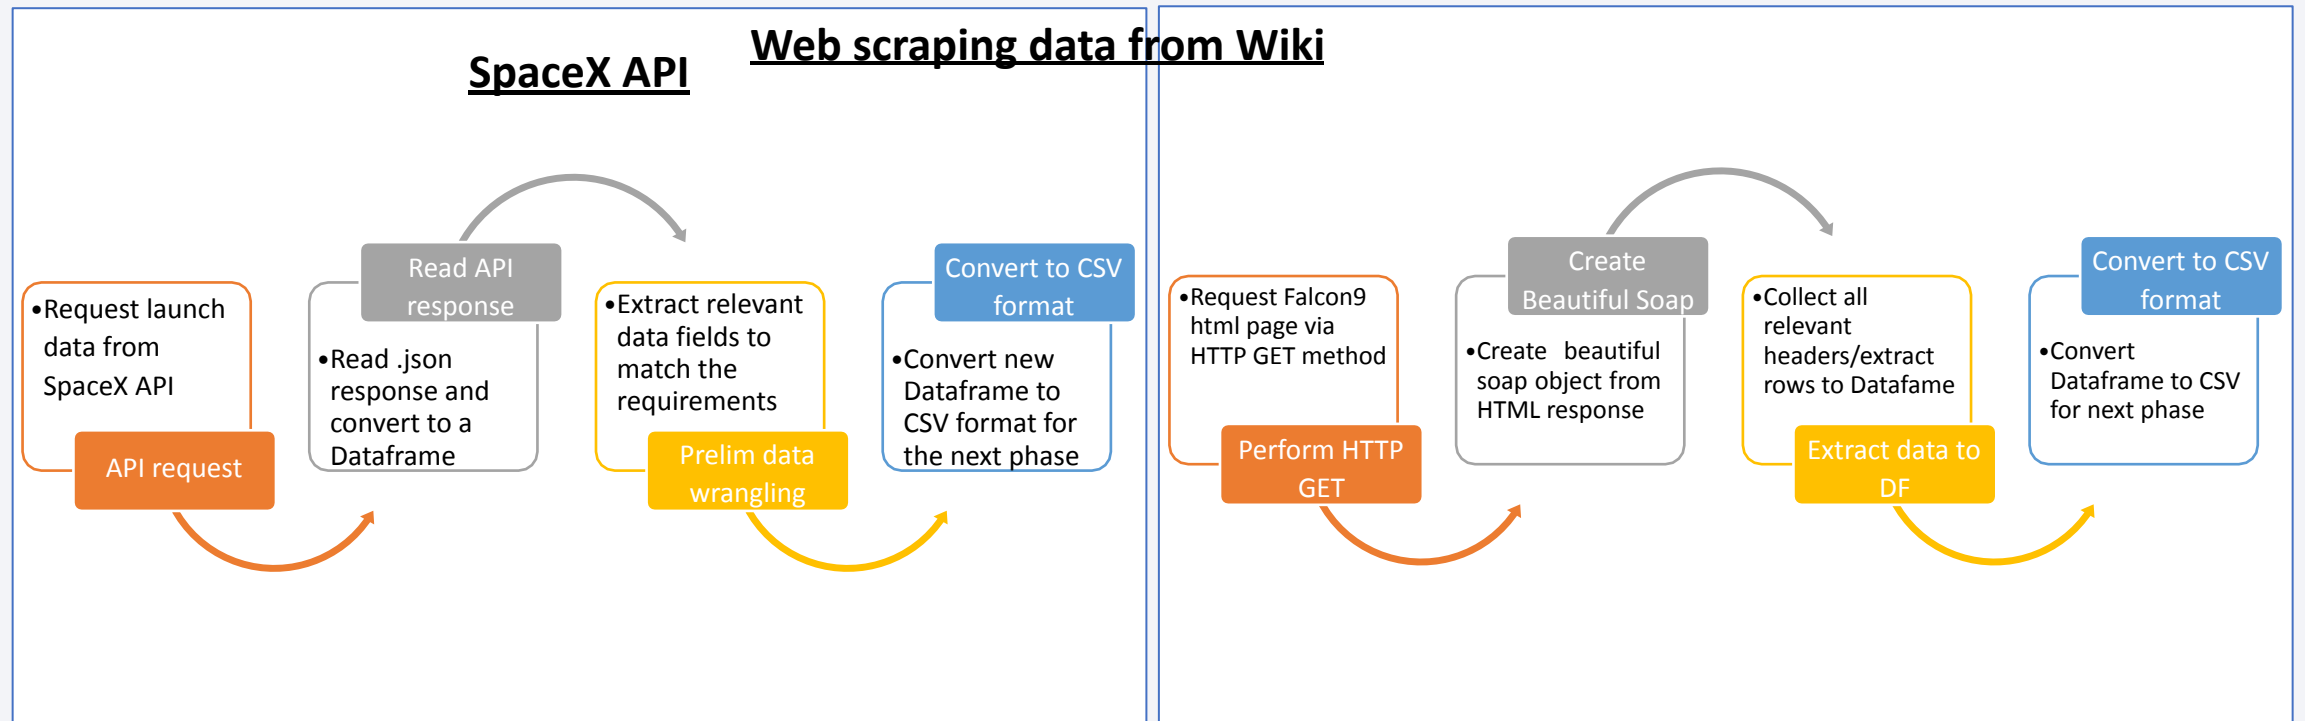 SpaceX API
•Request launch
data from
SpaceX API
API request
Read API
response
•Read .json
response and
convert to a
Dataframe
•Extract relevant
data fields to
match the
requirements
Prelim data
wrangling
Convert to CSV
format
•Convert new
Dataframe to
CSV format for
the next phase
Web scraping data from Wiki
•Request Falcon9
html page via
HTTP GET method
Perform HTTP
GET
Create
Beautiful Soap
•Create beautiful
soap object from
HTML response
•Collect all
relevant
headers/extract
rows to Datafame
Extract data to
DF
Convert to CSV
format
•Convert
Dataframe to CSV
for next phase